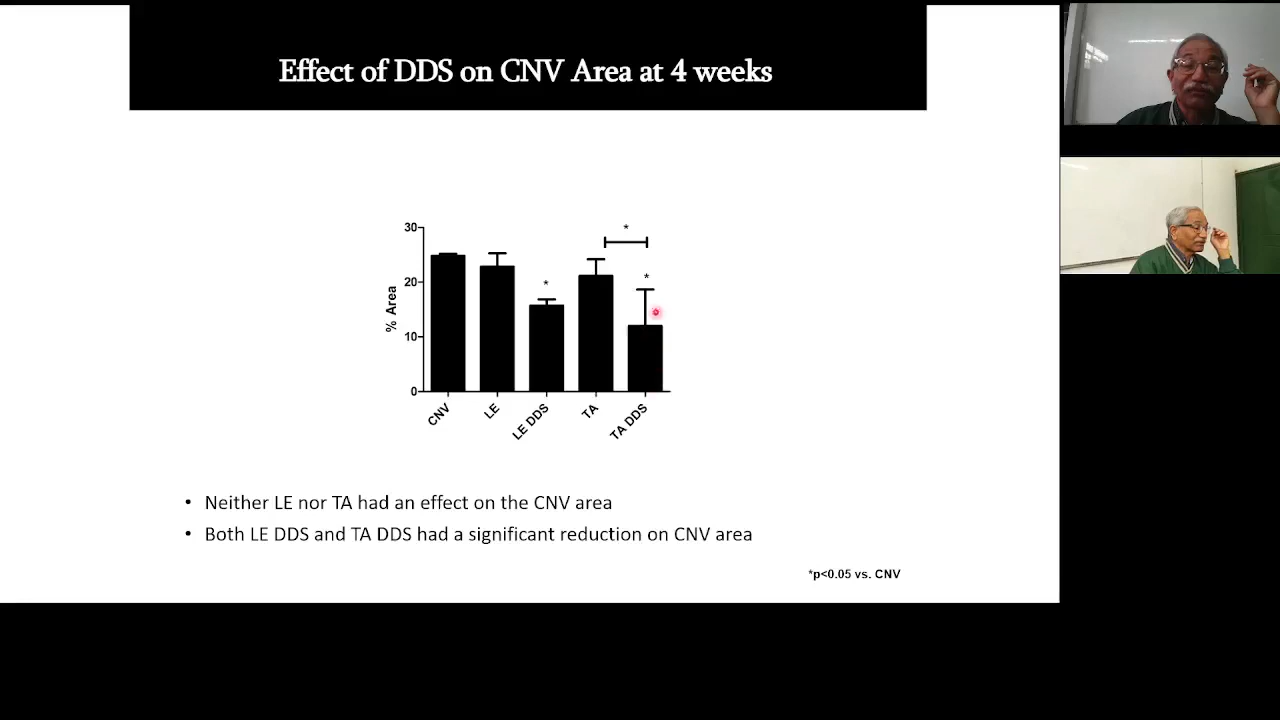 Effect of DDS on CNV Area at 4 weeks
30
20
10
0
% Area
*
*
*
CNV
LE
LE DDS
TA
TA DDS
• Neither LE nor TA had an effect on the CNV area
• Both LE DDS and TA DDS had a significant reduction on CNV area
*p<0.05 vs. CNV